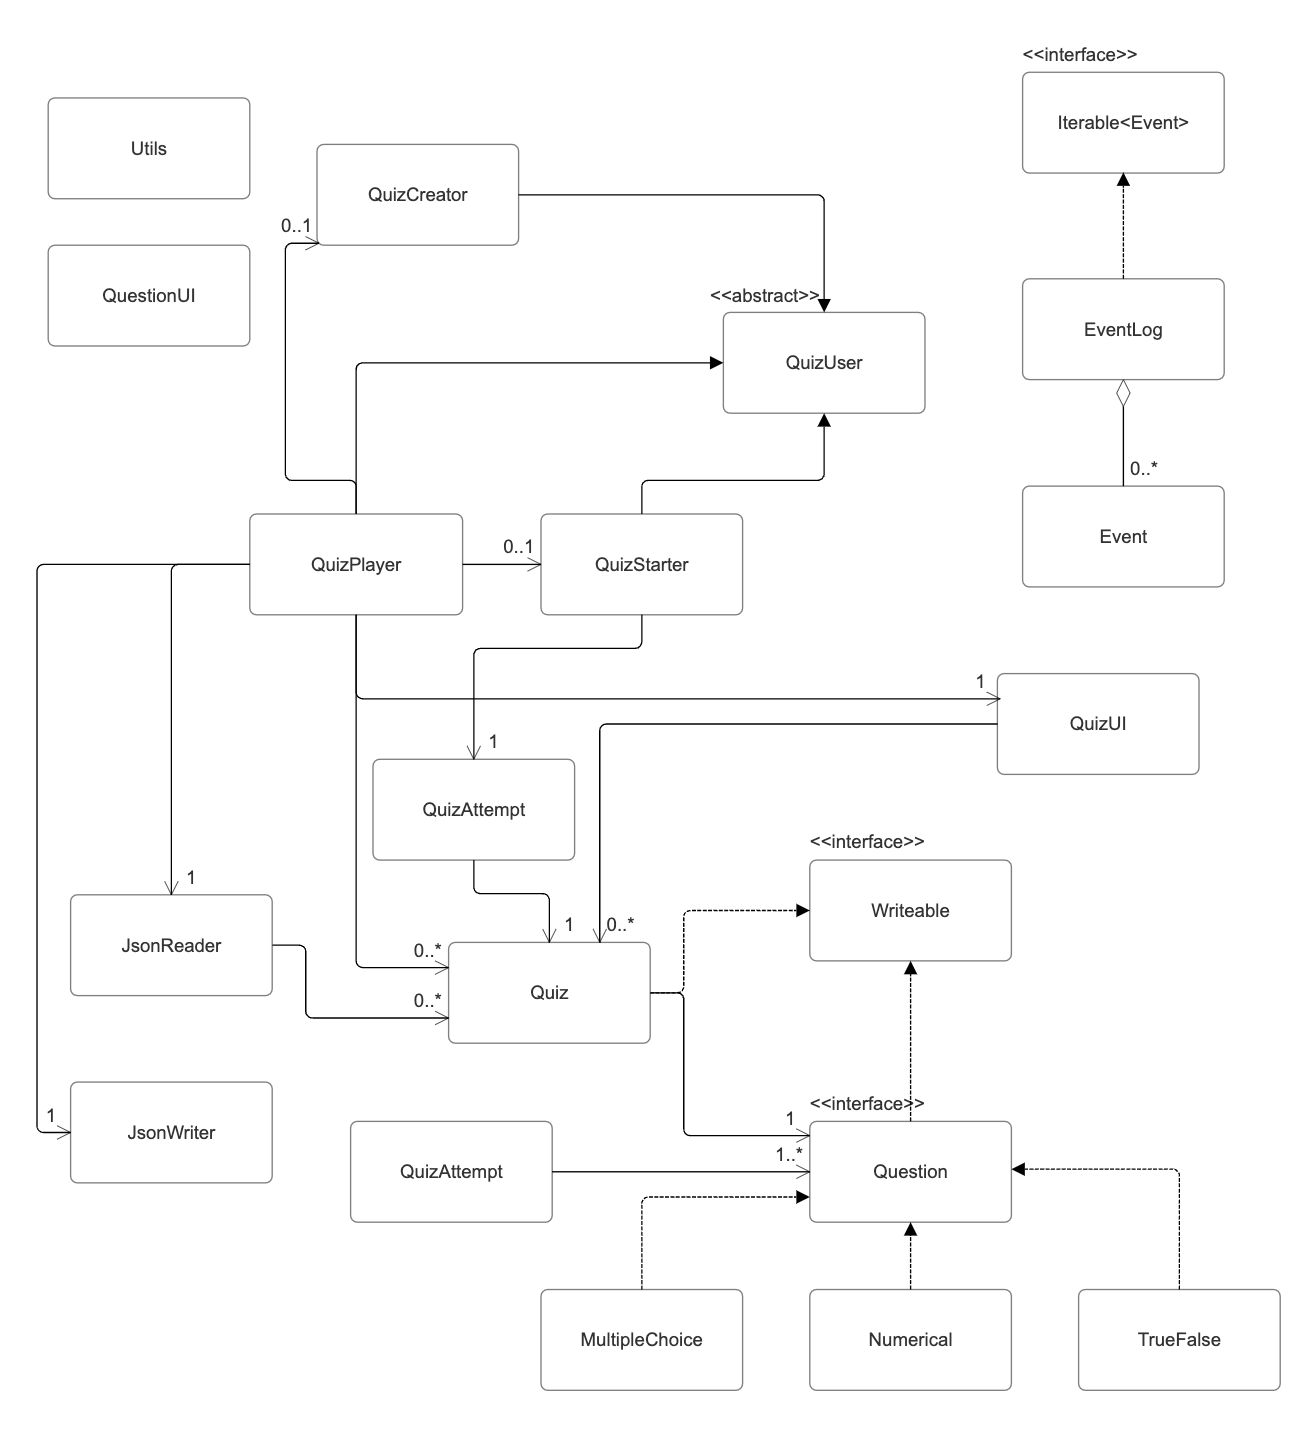 <<interface>>
Iterable<Event>
Utils
QuizCreator
0..1
QuestionUI
<<abstract>>
QuizUser
EventLog
0..*
Event
QuizPlayer
0..1
QuizStarter
1
QuizUI
1
QuizAttempt
<<interface>>
Writeable
1
JsonReader
1
0..*
0..*
0..*
Quiz
<<interface>>
1
JsonWriter
1
1..*
QuizAttempt
Question
MultipleChoice
Numerical
TrueFalse